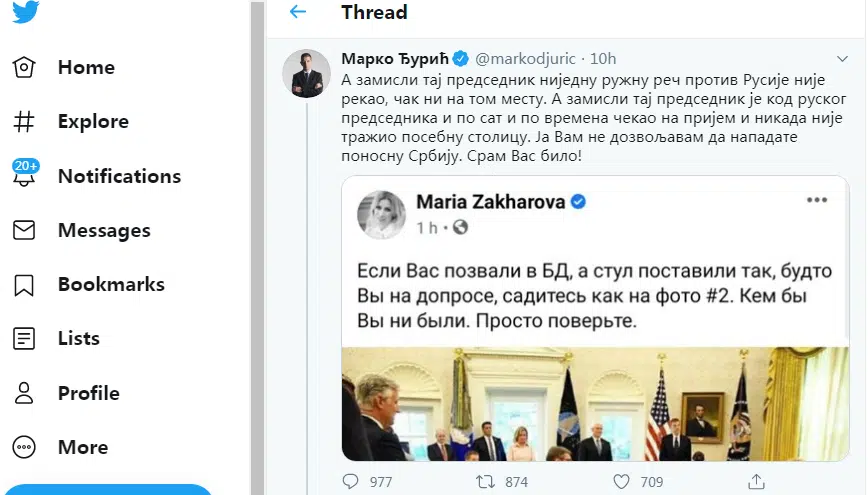 Home
Explore
20+
Notifications
Messages
Bookmarks
Lists
Profile
More
Thread
Марко Ђурић @markodjuric · 10h
А замисли тај председник ниједну ружну реч против Русије није
рекао, чак ни на том месту. А замисли тај председник је код руског
председника и по сат и по времена чекао на пријем и никада није
тражио посебну столицу. Ја Вам не дозвољавам да нападате
поносну Србију. Срам Вас било!
Maria Zakharova
1 h ·
Если Вас позвали в БД, а стул поставили так, будто
Вы на допросе, садитесь как на фото #2. Кем бы
Вы ни были. Просто поверьте.
977 874 709